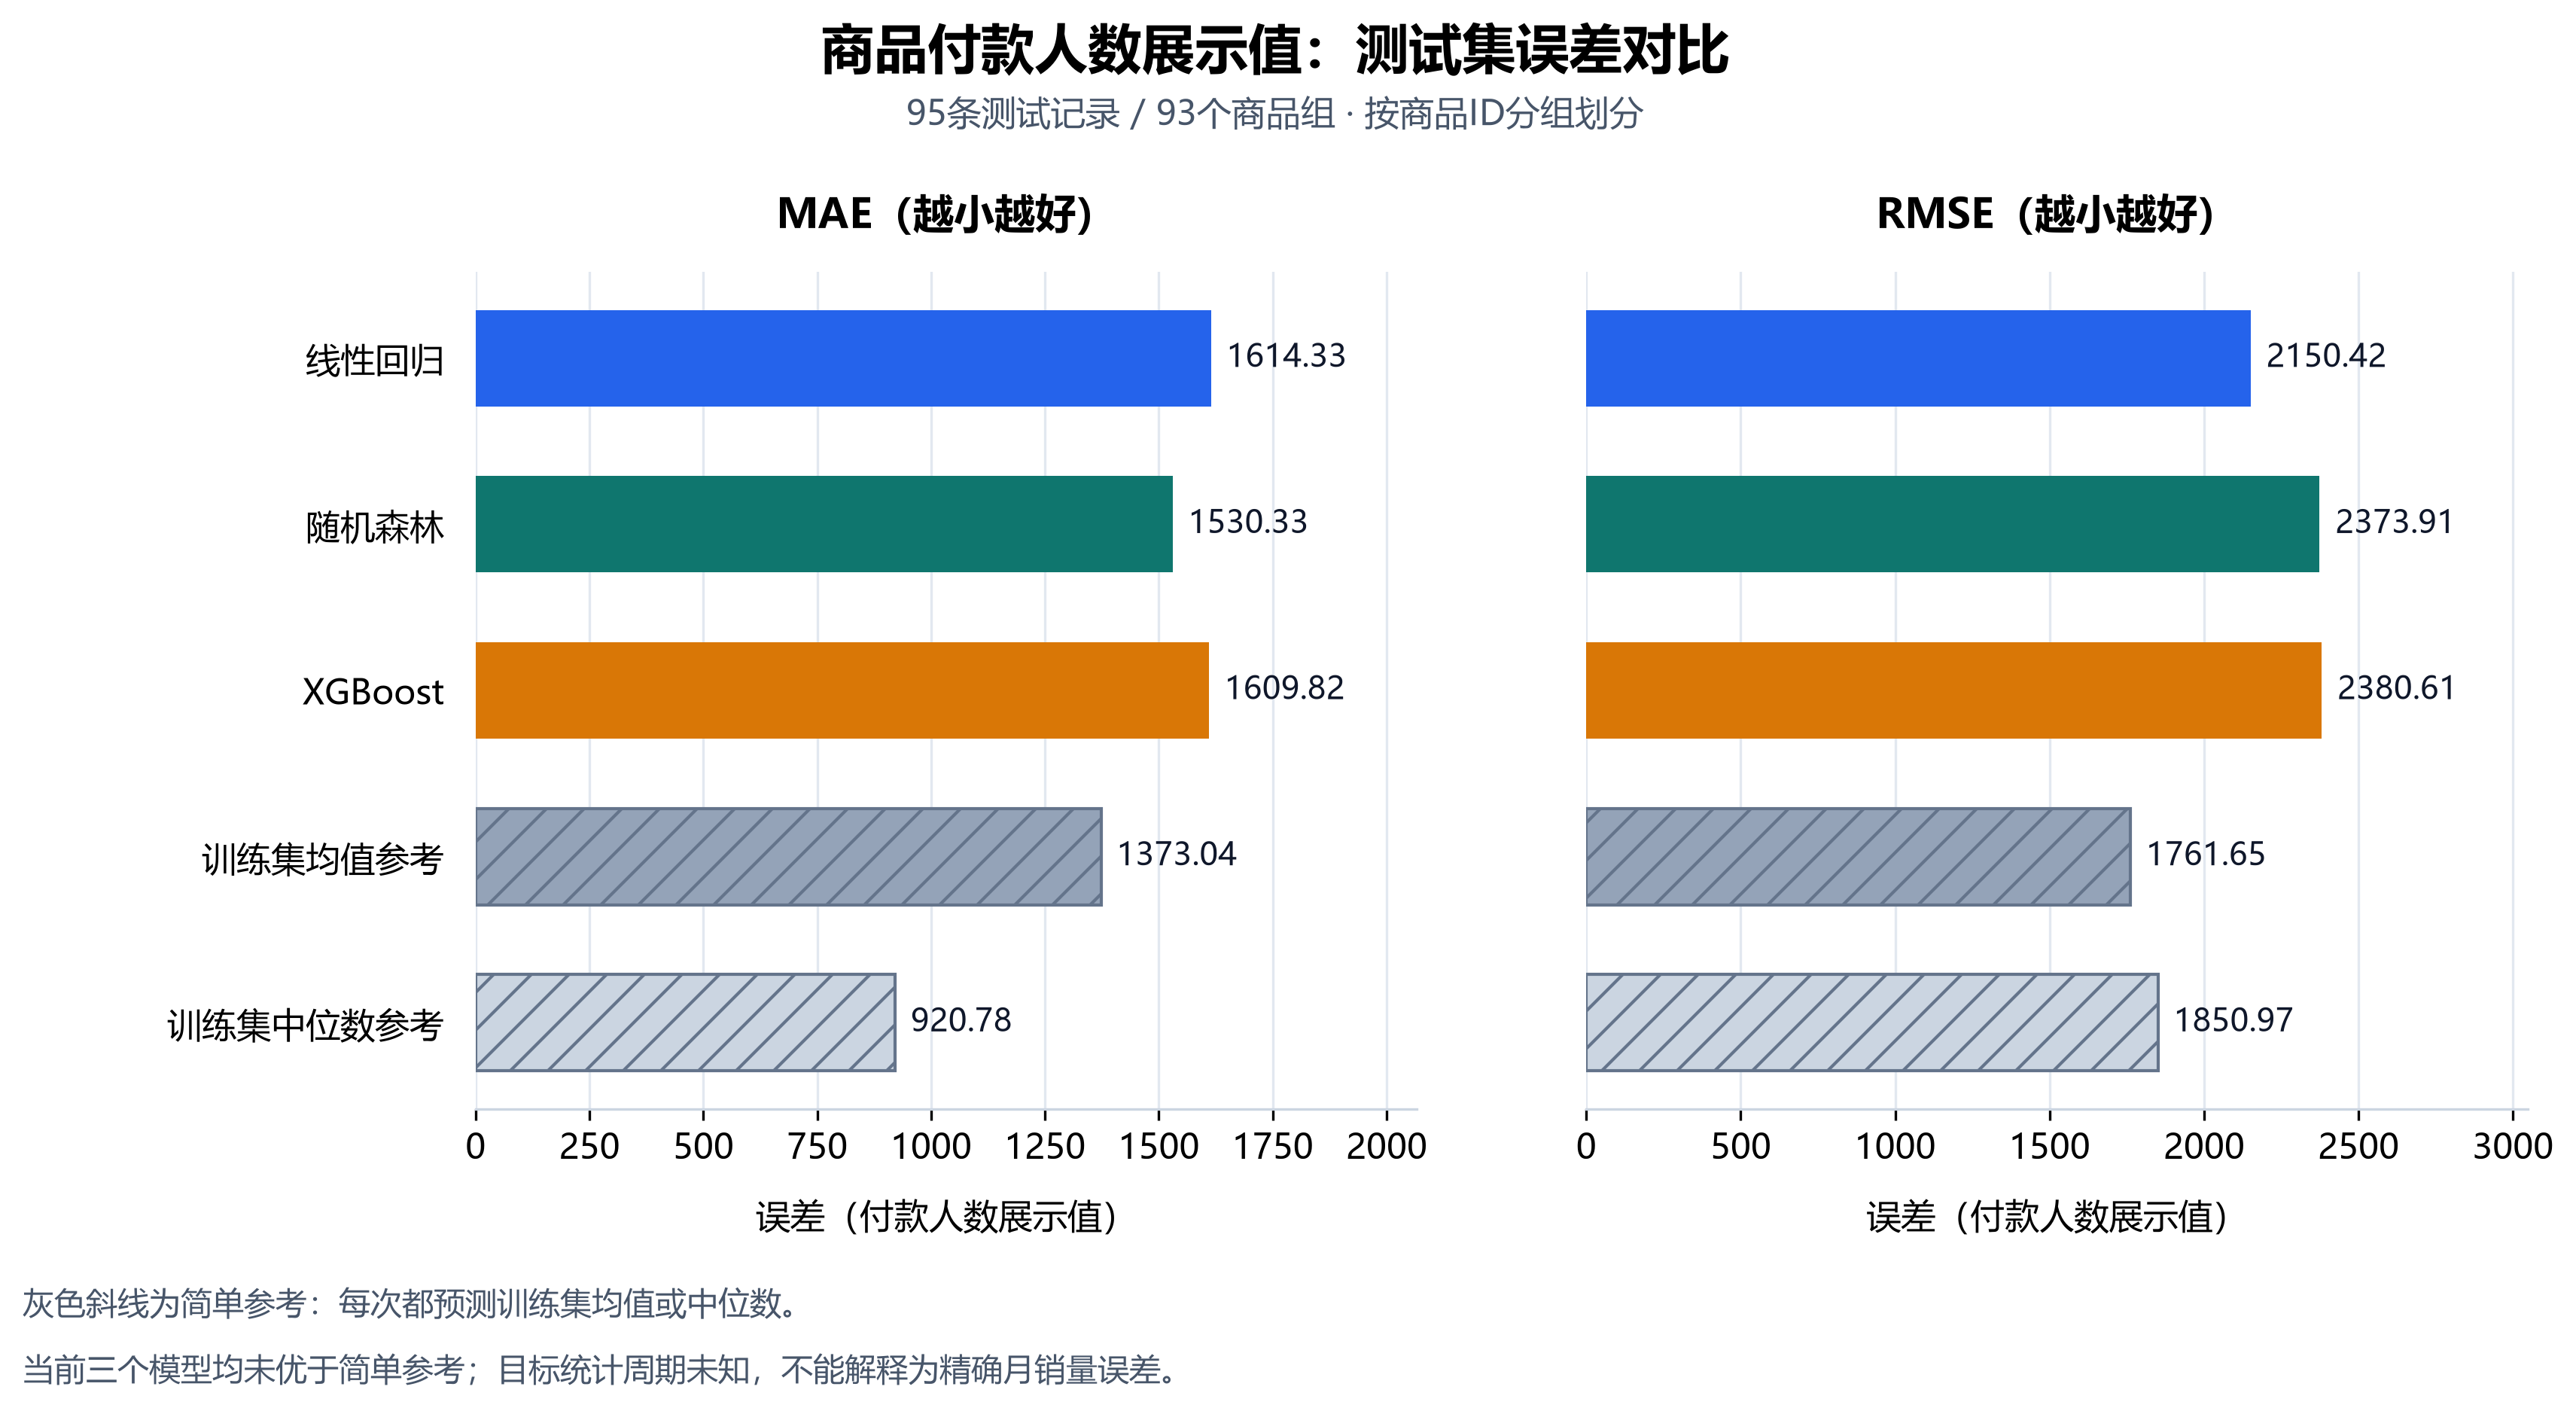 商品付款人数展示值：测试集误差对比
95条测试记录 / 93个商品组 · 按商品ID分组划分
MAE（越小越好）
线性回归
1614.33
随机森林
1530.33
XGBoost
1609.82
训练集均值参考
1373.04
训练集中位数参考
920.78
0 250 500 750 1000 1250 1500 1750 2000
误差（付款人数展示值）
RMSE（越小越好）
2150.42
2373.91
2380.61
1761.65
1850.97
0 500 1000 1500 2000 2500 3000
误差（付款人数展示值）
灰色斜线为简单参考：每次都预测训练集均值或中位数。
当前三个模型均未优于简单参考；目标统计周期未知，不能解释为精确月销量误差。